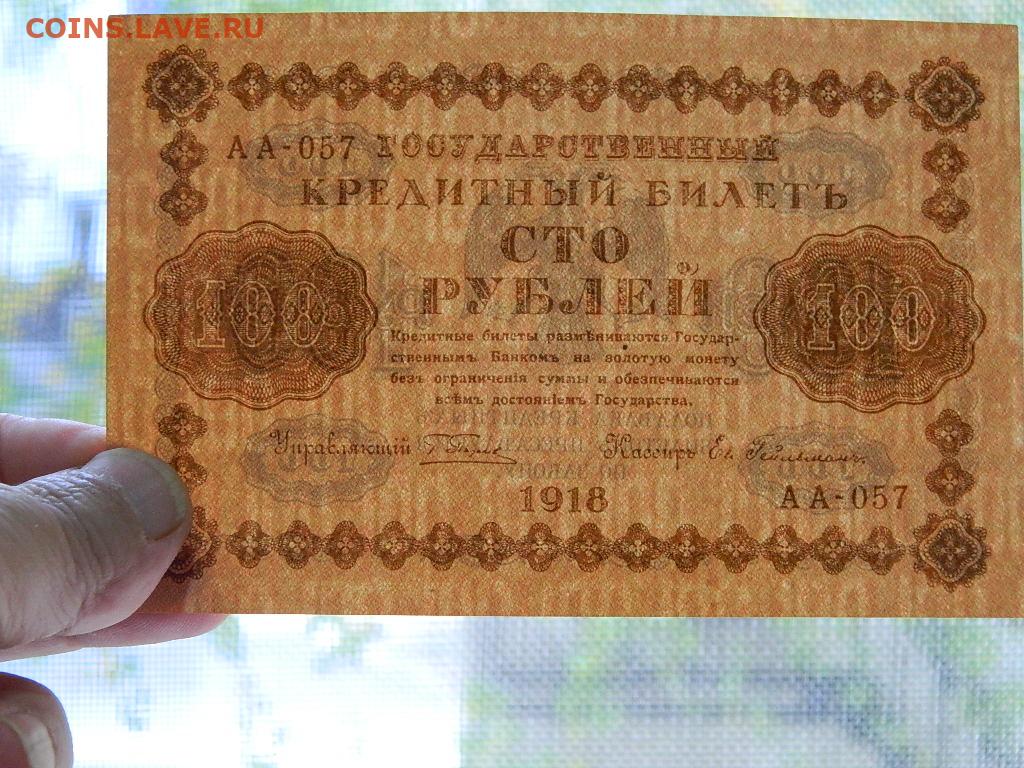 COINS.LAVE.RU
АА-057 ГОСУДАРСТВЕННЫЙ
КРЕДИТНЫЙ БИЛЕТЪ
СТО
РУБЛЕЙ
100 100
Кредитные билеты размѣниваются Государ-
ственнымъ Банкомъ на золотую монету
безъ ограниченія суммы и обезпечиваются
всѣмъ достояніемъ Государства.
Управляющій Кассиръ Е. Гейльманъ.
1918 АА-057